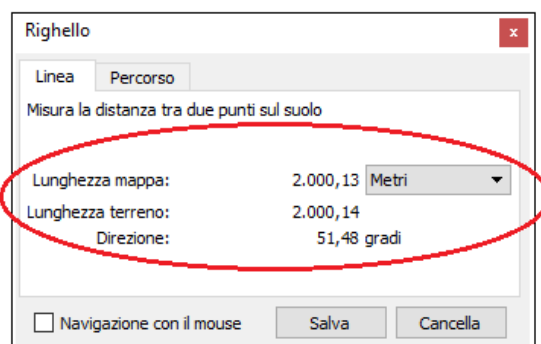 Righello
x
Linea Percorso
Misura la distanza tra due punti sul suolo
Lunghezza mappa: 2.000,13 Metri
Lunghezza terreno: 2.000,14
Direzione: 51,48 gradi
Navigazione con il mouse Salva Cancella